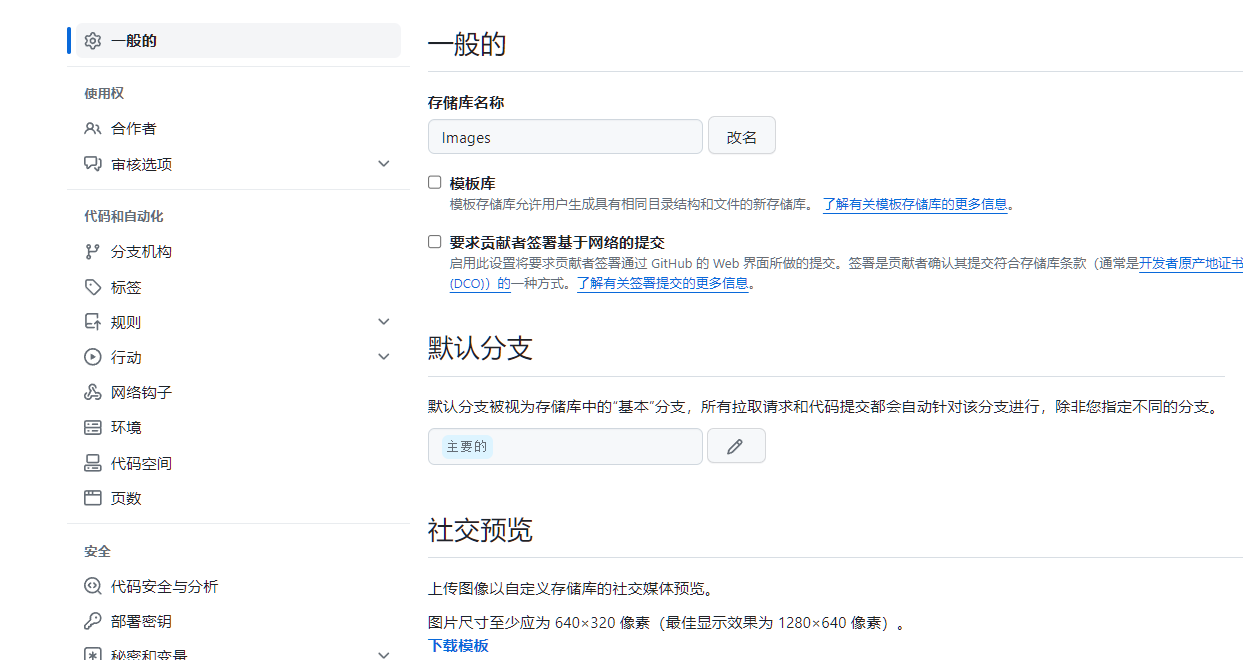 一般的
使用权
合作者
审核选项
代码和自动化
分支机构
标签
规则
行动
网络钩子
环境
代码空间
页数
安全
代码安全与分析
部署密钥
秘密和变量
一般的
存储库名称
Images
改名
模板库
模板存储库允许用户生成具有相同目录结构和文件的新存储库。 了解有关模板存储库的更多信息。
要求贡献者签署基于网络的提交
启用此设置将要求贡献者签署通过 GitHub 的 Web 界面所做的提交。签署是贡献者确认其提交符合存储库条款（通常是开发者原产地证书
(DCO)）的一种方式。了解有关签署提交的更多信息。
默认分支
默认分支被视为存储库中的“基本”分支，所有拉取请求和代码提交都会自动针对该分支进行，除非您指定不同的分支。
主要的
社交预览
上传图像以自定义存储库的社交媒体预览。
图片尺寸至少应为 640×320 像素（最佳显示效果为 1280×640 像素）。
下载模板